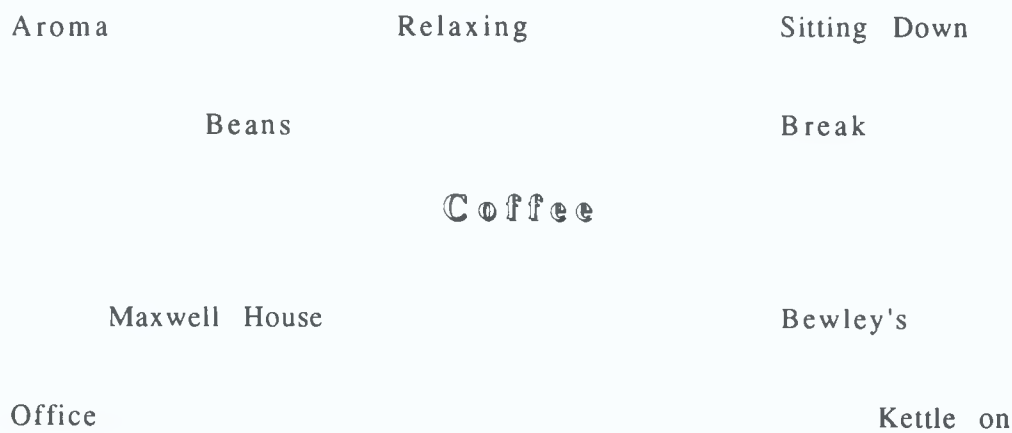 Aroma Relaxing Sitting Down
Beans Break
Coffee
Maxwell House Bewley's
Office Kettle on